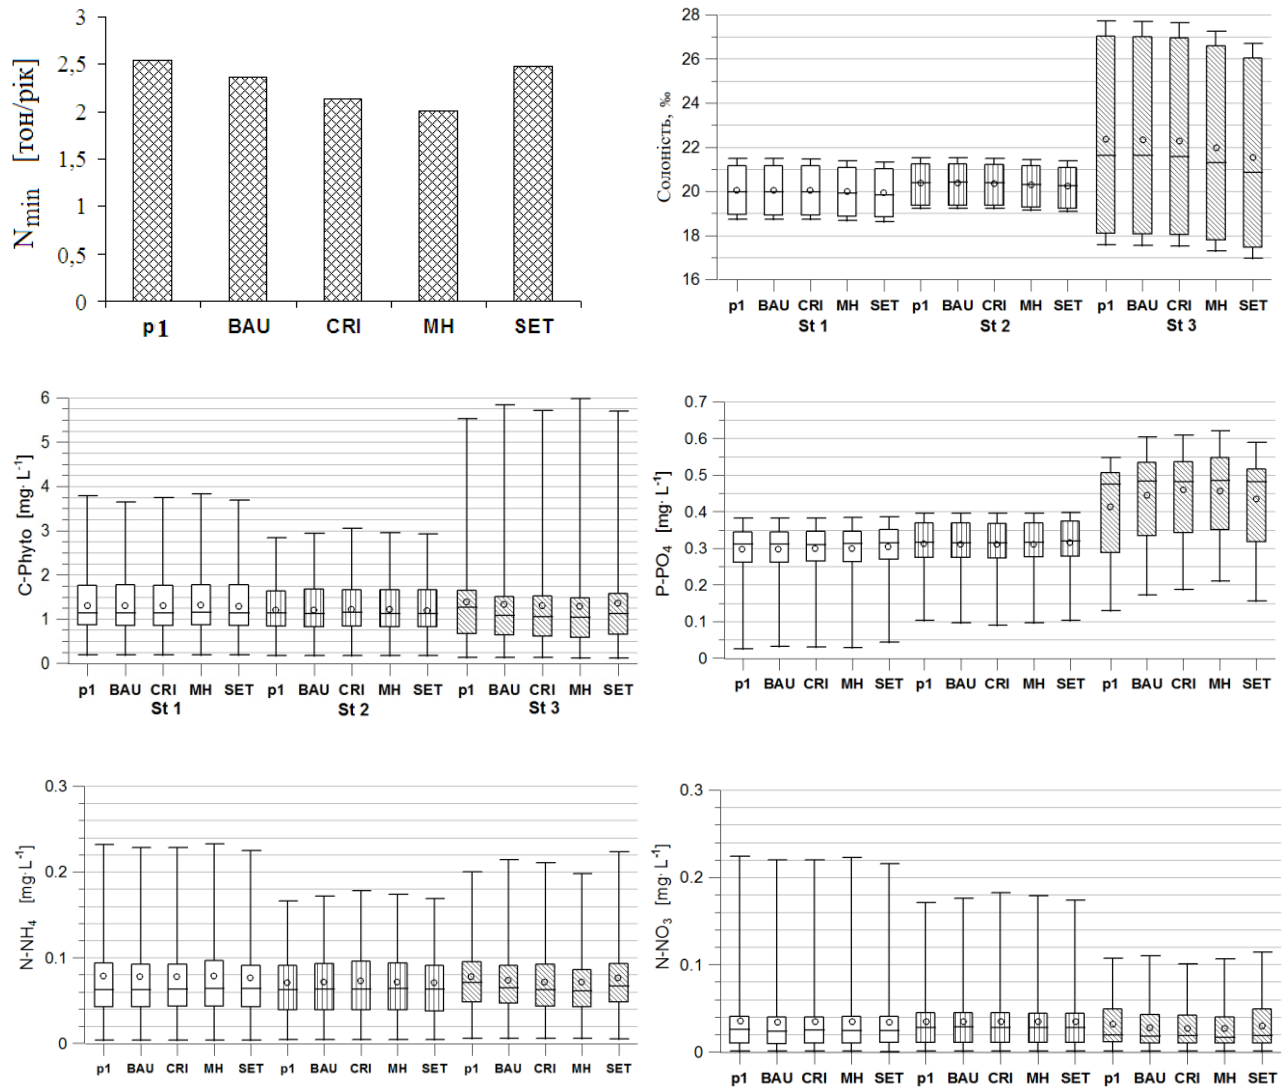 N_min [тон/рік]
3
2,5
2
1,5
1
0,5
0
p1 BAU CRI MH SET
Солоність, ‰
28
26
24
22
20
18
16
p1 BAU CRI MH SET p1 BAU CRI MH SET p1 BAU CRI MH SET
St 1 St 2 St 3
C-Phyto [mg· L⁻¹]
6
5
4
3
2
1
0
p1 BAU CRI MH SET p1 BAU CRI MH SET p1 BAU CRI MH SET
St 1 St 2 St 3
P-PO₄ [mg· L⁻¹]
0.7
0.6
0.5
0.4
0.3
0.2
0.1
0
p1 BAU CRI MH SET p1 BAU CRI MH SET p1 BAU CRI MH SET
N-NH₄ [mg· L⁻¹]
0.3
0.2
0.1
0
p1 BAU CRI MH SET p1 BAU CRI MH SET p1 BAU CRI MH SET
N-NO₃ [mg· L⁻¹]
0.3
0.2
0.1
0
p1 BAU CRI MH SET p1 BAU CRI MH SET p1 BAU CRI MH SET